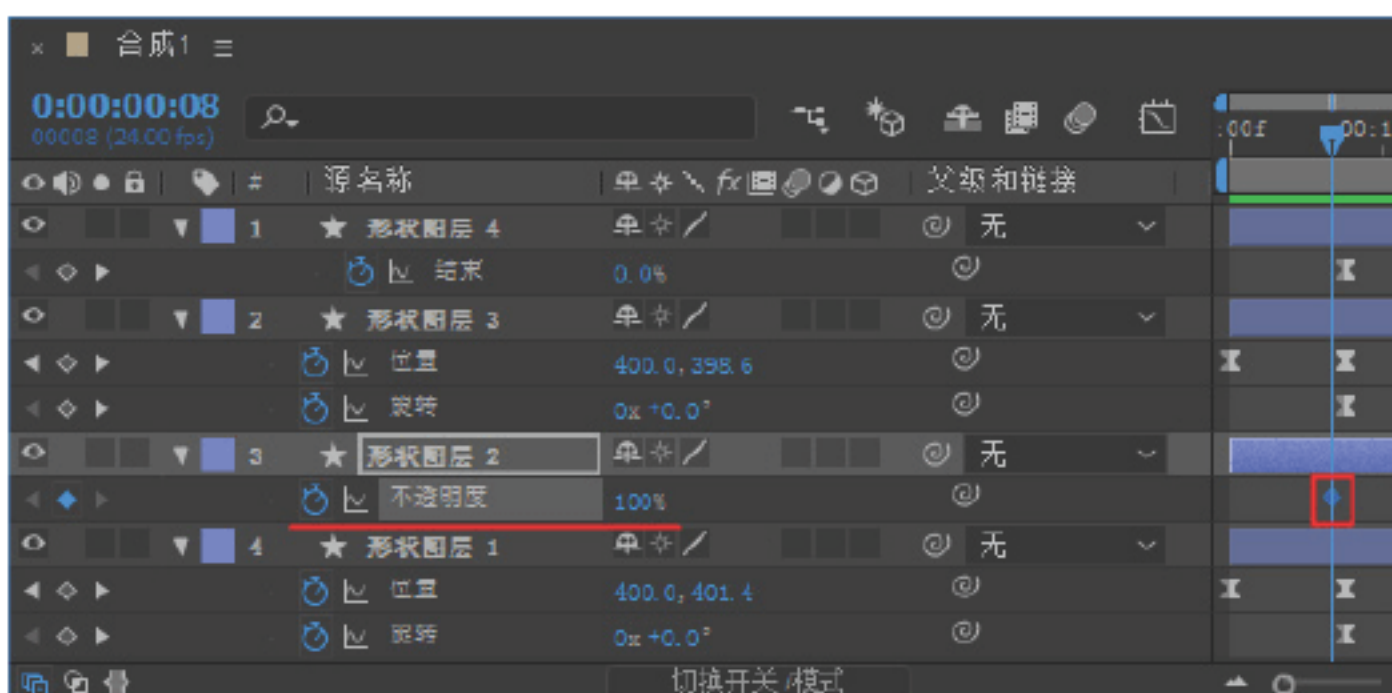 合成1
0:00:00:08
00008 (24.00 fps)
:00f 00:1
# 源名称 fx 父级和链接
1 形状图层 4 无
结束 0.0%
2 形状图层 3 无
位置 400.0,398.6
旋转 0x+0.0°
3 形状图层 2 无
不透明度 100%
4 形状图层 1 无
位置 400.0,401.4
旋转 0x+0.0°
切换开关/模式